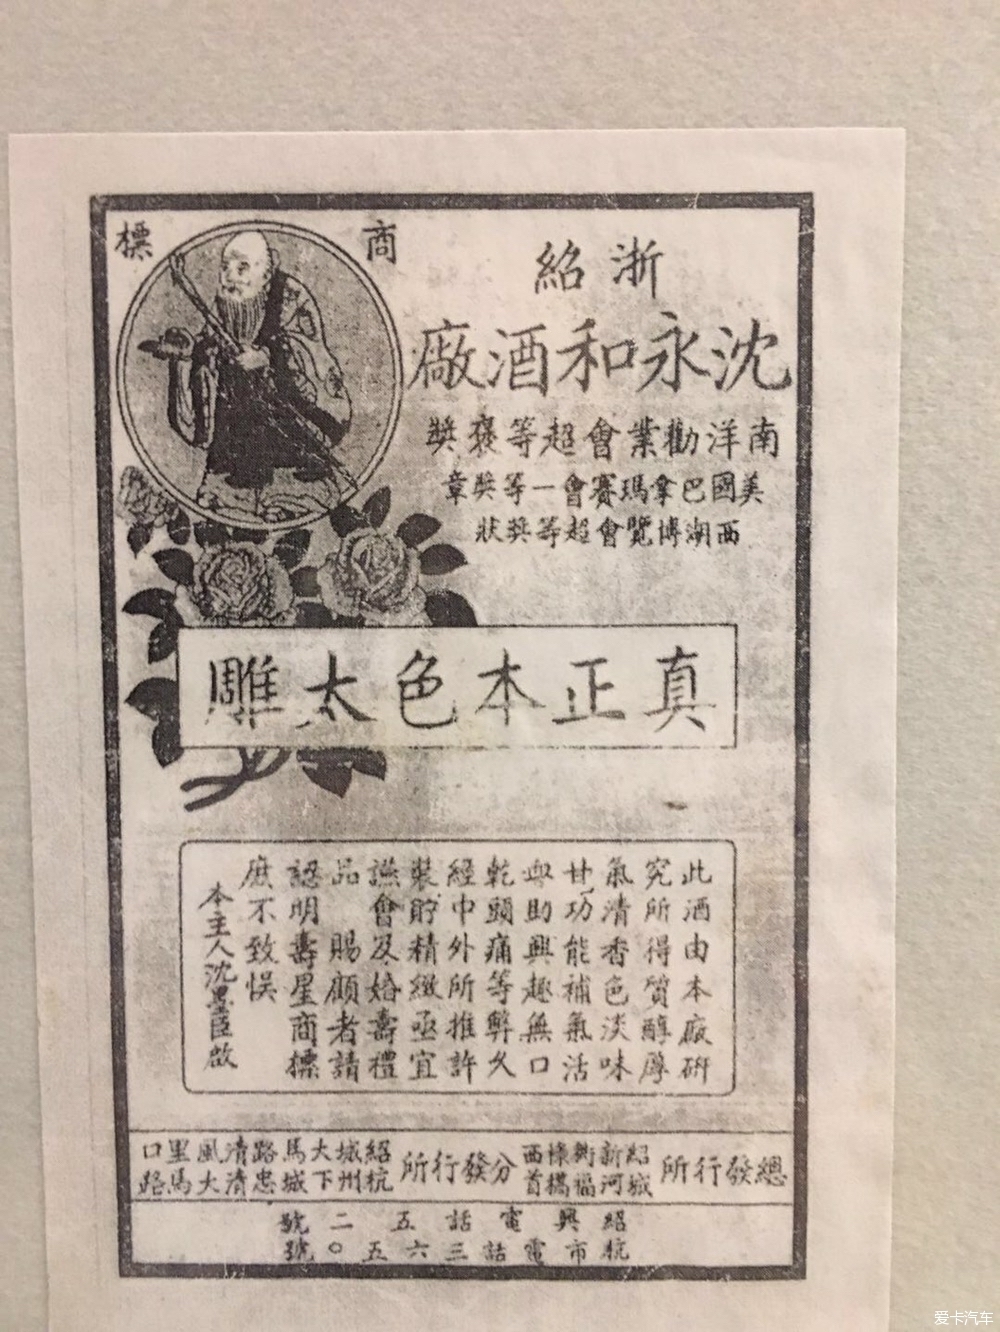 商標
浙紹
沈永和酒廠
南洋勸業會超等褒獎
美國巴拿瑪賽會一等獎章
西湖博覽會超等獎狀
真正本色太雕
此酒由本廠研
究所得質醇厚
氣清香色淡味
甘功能補氣活
血助興趣無口
乾頭痛等弊久
經中外所推許
裝貯精緻亟宜
讌會及婚壽禮
品 賜顧者請
認明壽星商標
庶不致悞
本主人沈墨臣啟
總發行所
紹城新河衖福祿橋西首
分發行所
紹城大馬路清風里口
杭州下城忠清大馬路
紹興電話五二號
杭市電話三六五〇號
爱卡汽车